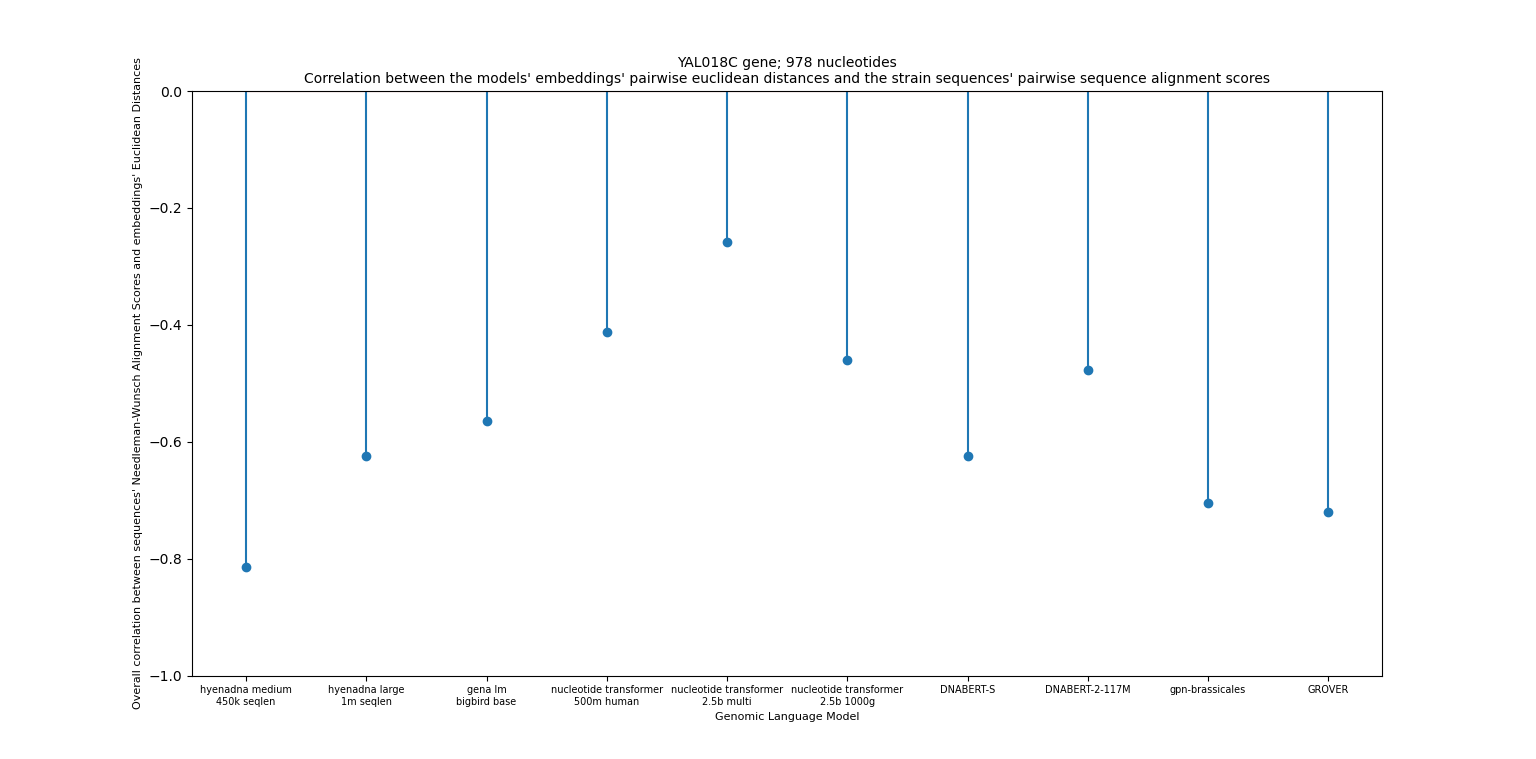 YAL018C gene; 978 nucleotides
Correlation between the models' embeddings' pairwise euclidean distances and the strain sequences' pairwise sequence alignment scores
Overall correlation between sequences' Needleman-Wunsch Alignment Scores and embeddings' Euclidean Distances
0.0
−0.2
−0.4
−0.6
−0.8
−1.0
hyenadna medium
450k seqlen
hyenadna large
1m seqlen
gena lm
bigbird base
nucleotide transformer
500m human
nucleotide transformer
2.5b multi
nucleotide transformer
2.5b 1000g
DNABERT-S
DNABERT-2-117M
gpn-brassicales
GROVER
Genomic Language Model